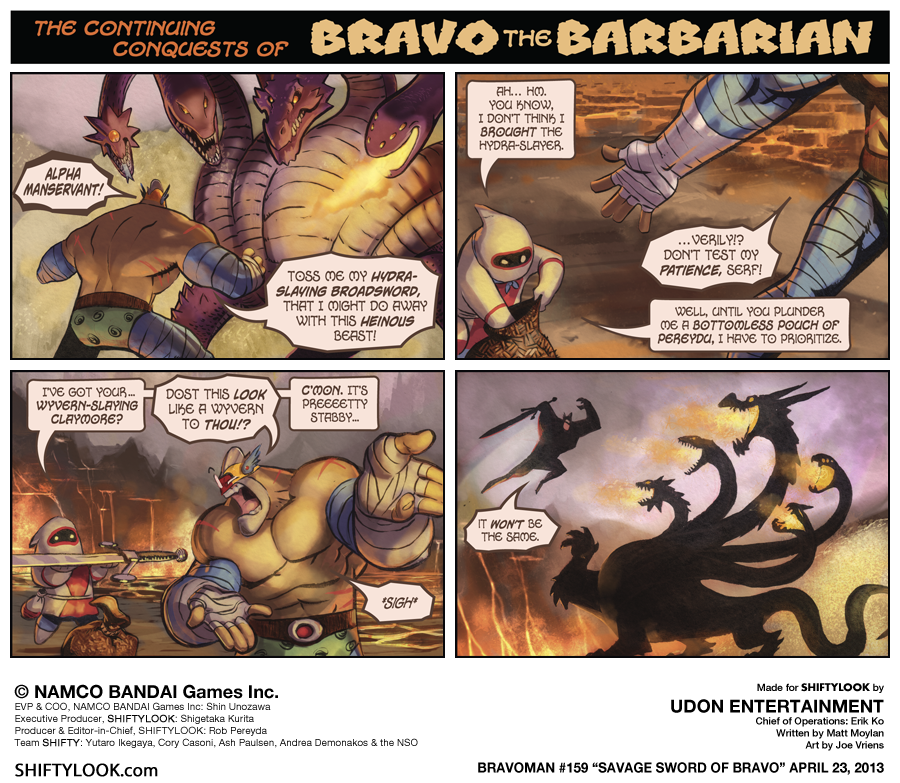 THE CONTINUING
CONQUESTS OF
BRAVO THE BARBARIAN
ALPHA
MANSERVANT!
TOSS ME MY HYDRA-
SLAYING BROADSWORD,
THAT I MIGHT DO AWAY
WITH THIS HEINOUS
BEAST!
AH... HM.
YOU KNOW,
I DON'T THINK I
BROUGHT THE
HYDRA-SLAYER.
...VERILY!?
DON'T TEST MY
PATIENCE, SERF!
WELL, UNTIL YOU PLUNDER
ME A BOTTOMLESS POUCH OF
PEREYDU, I HAVE TO PRIORITIZE.
I'VE GOT YOUR...
WYVERN-SLAYING
CLAYMORE?
DOST THIS LOOK
LIKE A WYVERN
TO THOU!?
C'MON. IT'S
PREEEETTY
STABBY...
*SIGH*
IT WON'T BE
THE SAME.
© NAMCO BANDAI Games Inc.
EVP & COO, NAMCO BANDAI Games Inc: Shin Unozawa
Executive Producer, SHIFTYLOOK: Shigetaka Kurita
Producer & Editor-in-Chief, SHIFTYLOOK: Rob Pereyda
Team SHIFTY: Yutaro Ikegaya, Cory Casoni, Ash Paulsen, Andrea Demonakos & the NSO
SHIFTYLOOK.com
Made for SHIFTYLOOK by
UDON ENTERTAINMENT
Chief of Operations: Erik Ko
Written by Matt Moylan
Art by Joe Vriens
BRAVOMAN #159 “SAVAGE SWORD OF BRAVO” APRIL 23, 2013